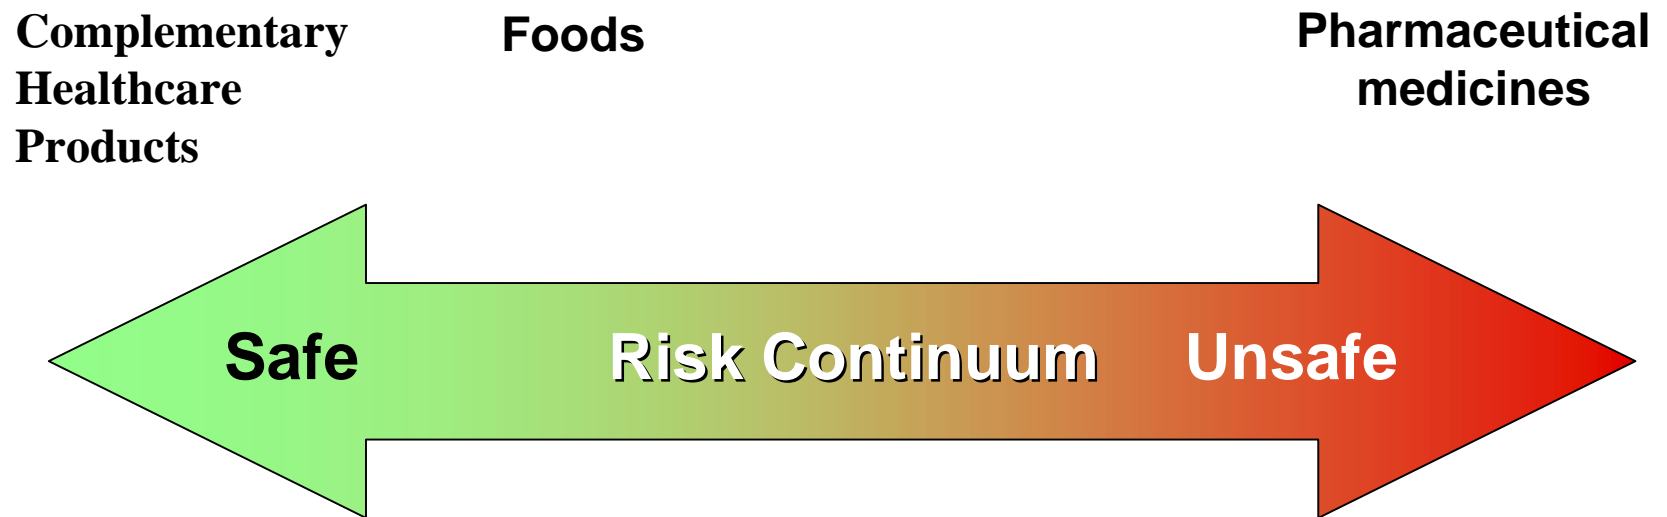 Complementary
Healthcare
Products
Foods
Pharmaceutical
medicines
Safe
Risk Continuum
Unsafe